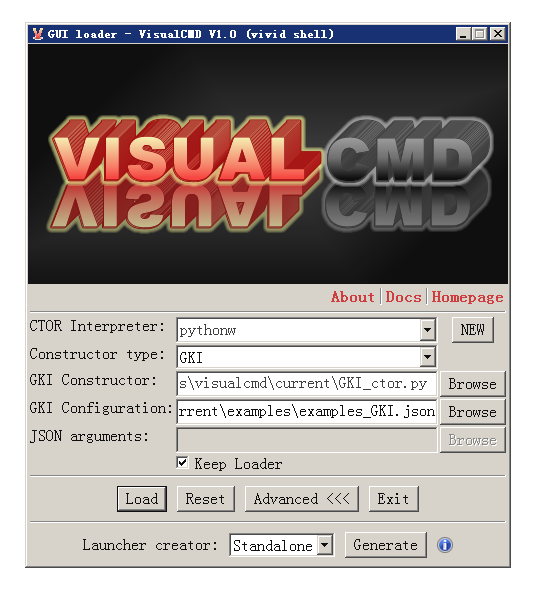 GUI loader - VisualCMD V1.0 (vivid shell)
VISUAL CMD
About Docs Homepage
CTOR Interpreter: pythonw NEW
Constructor type: GKI
GKI Constructor: s\visualcmd\current\GKI_ctor.py Browse
GKI Configuration: rrent\examples\examples_GKI.json Browse
JSON arguments: Browse
Keep Loader
Load Reset Advanced <<< Exit
Launcher creator: Standalone Generate